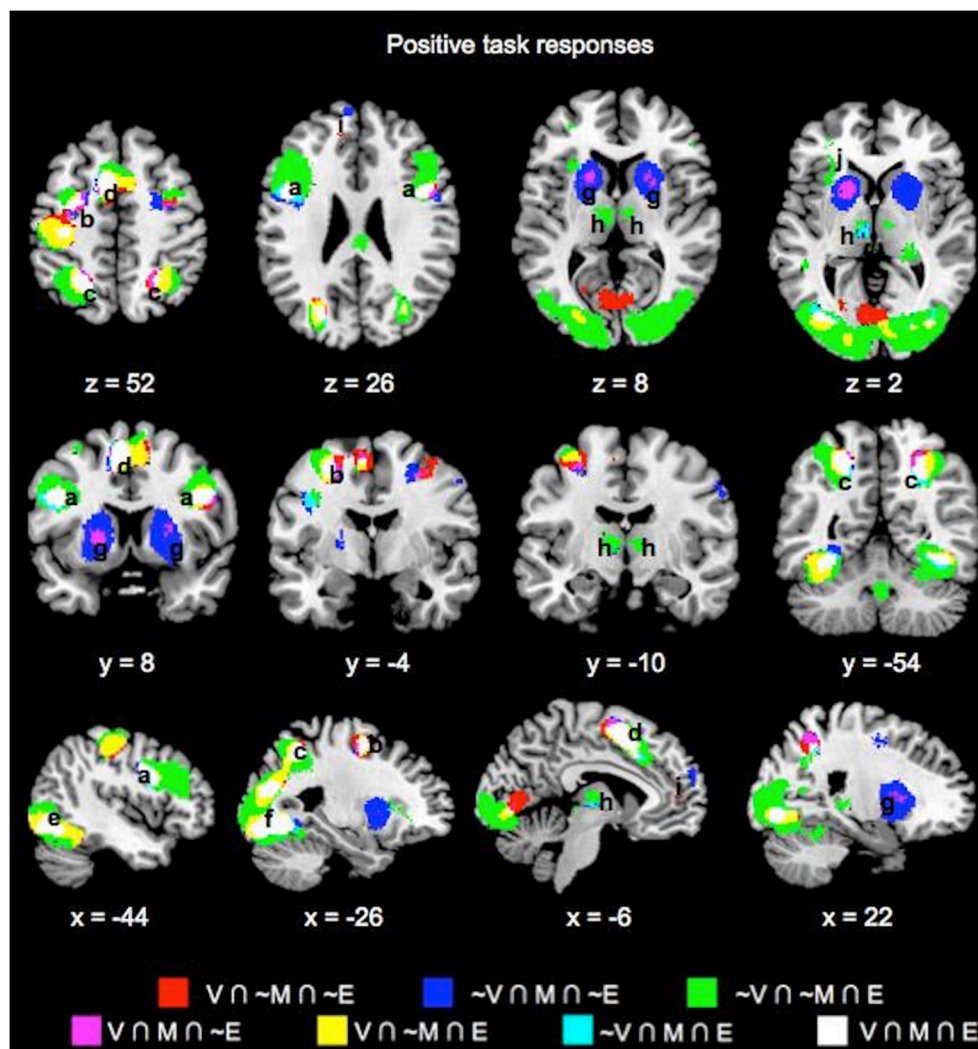 Positive task responses
d
b
c c
z = 52
i
a a
z = 26
g g
h h
z = 8
j
g
h
z = 2
d
a a
g g
y = 8
b
y = -4
h h
y = -10
c c
y = -54
a
e
x = -44
c b
f
x = -26
d
h i
x = -6
g
x = 22
V ∩ ~M ∩ ~E ~V ∩ M ∩ ~E ~V ∩ ~M ∩ E
V ∩ M ∩ ~E V ∩ ~M ∩ E ~V ∩ M ∩ E V ∩ M ∩ E